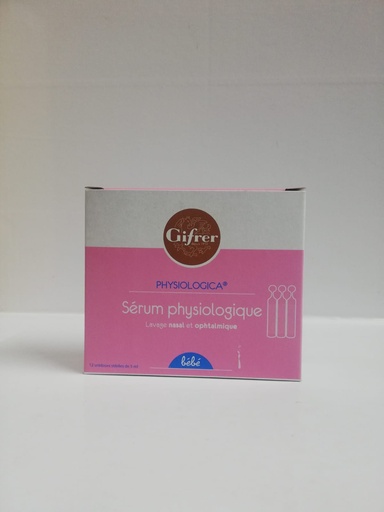 Gifrer
PHYSIOLOGICA®
Sérum physiologique
Lavage nasal et ophtalmique
bébé